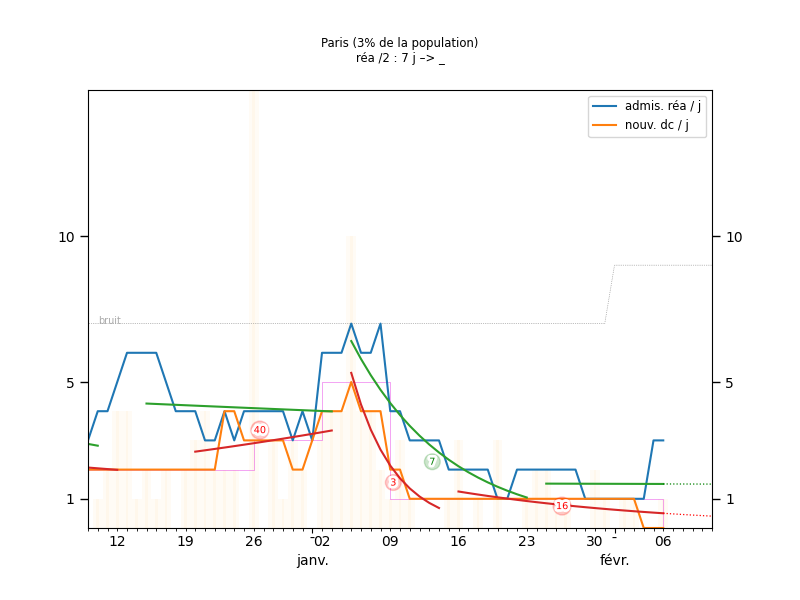 Paris (3% de la population)
réa /2 : 7 j –> _
admis. réa / j
nouv. dc / j
10
10
bruit
5
5
40
7
3
16
1
1
12
19
26
02
09
16
23
30
06
janv.
févr.